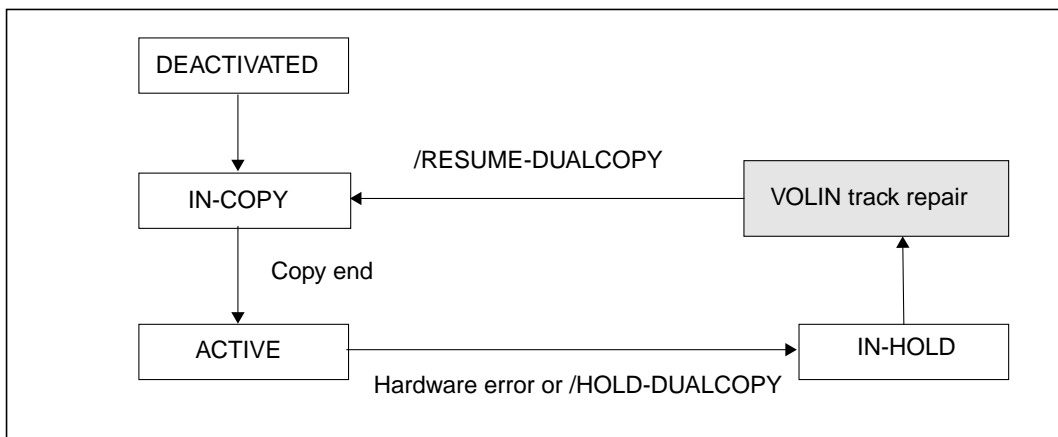 DEACTIVATED
/RESUME-DUALCOPY
IN-COPY
VOLIN track repair
Copy end
ACTIVE
IN-HOLD
Hardware error or /HOLD-DUALCOPY